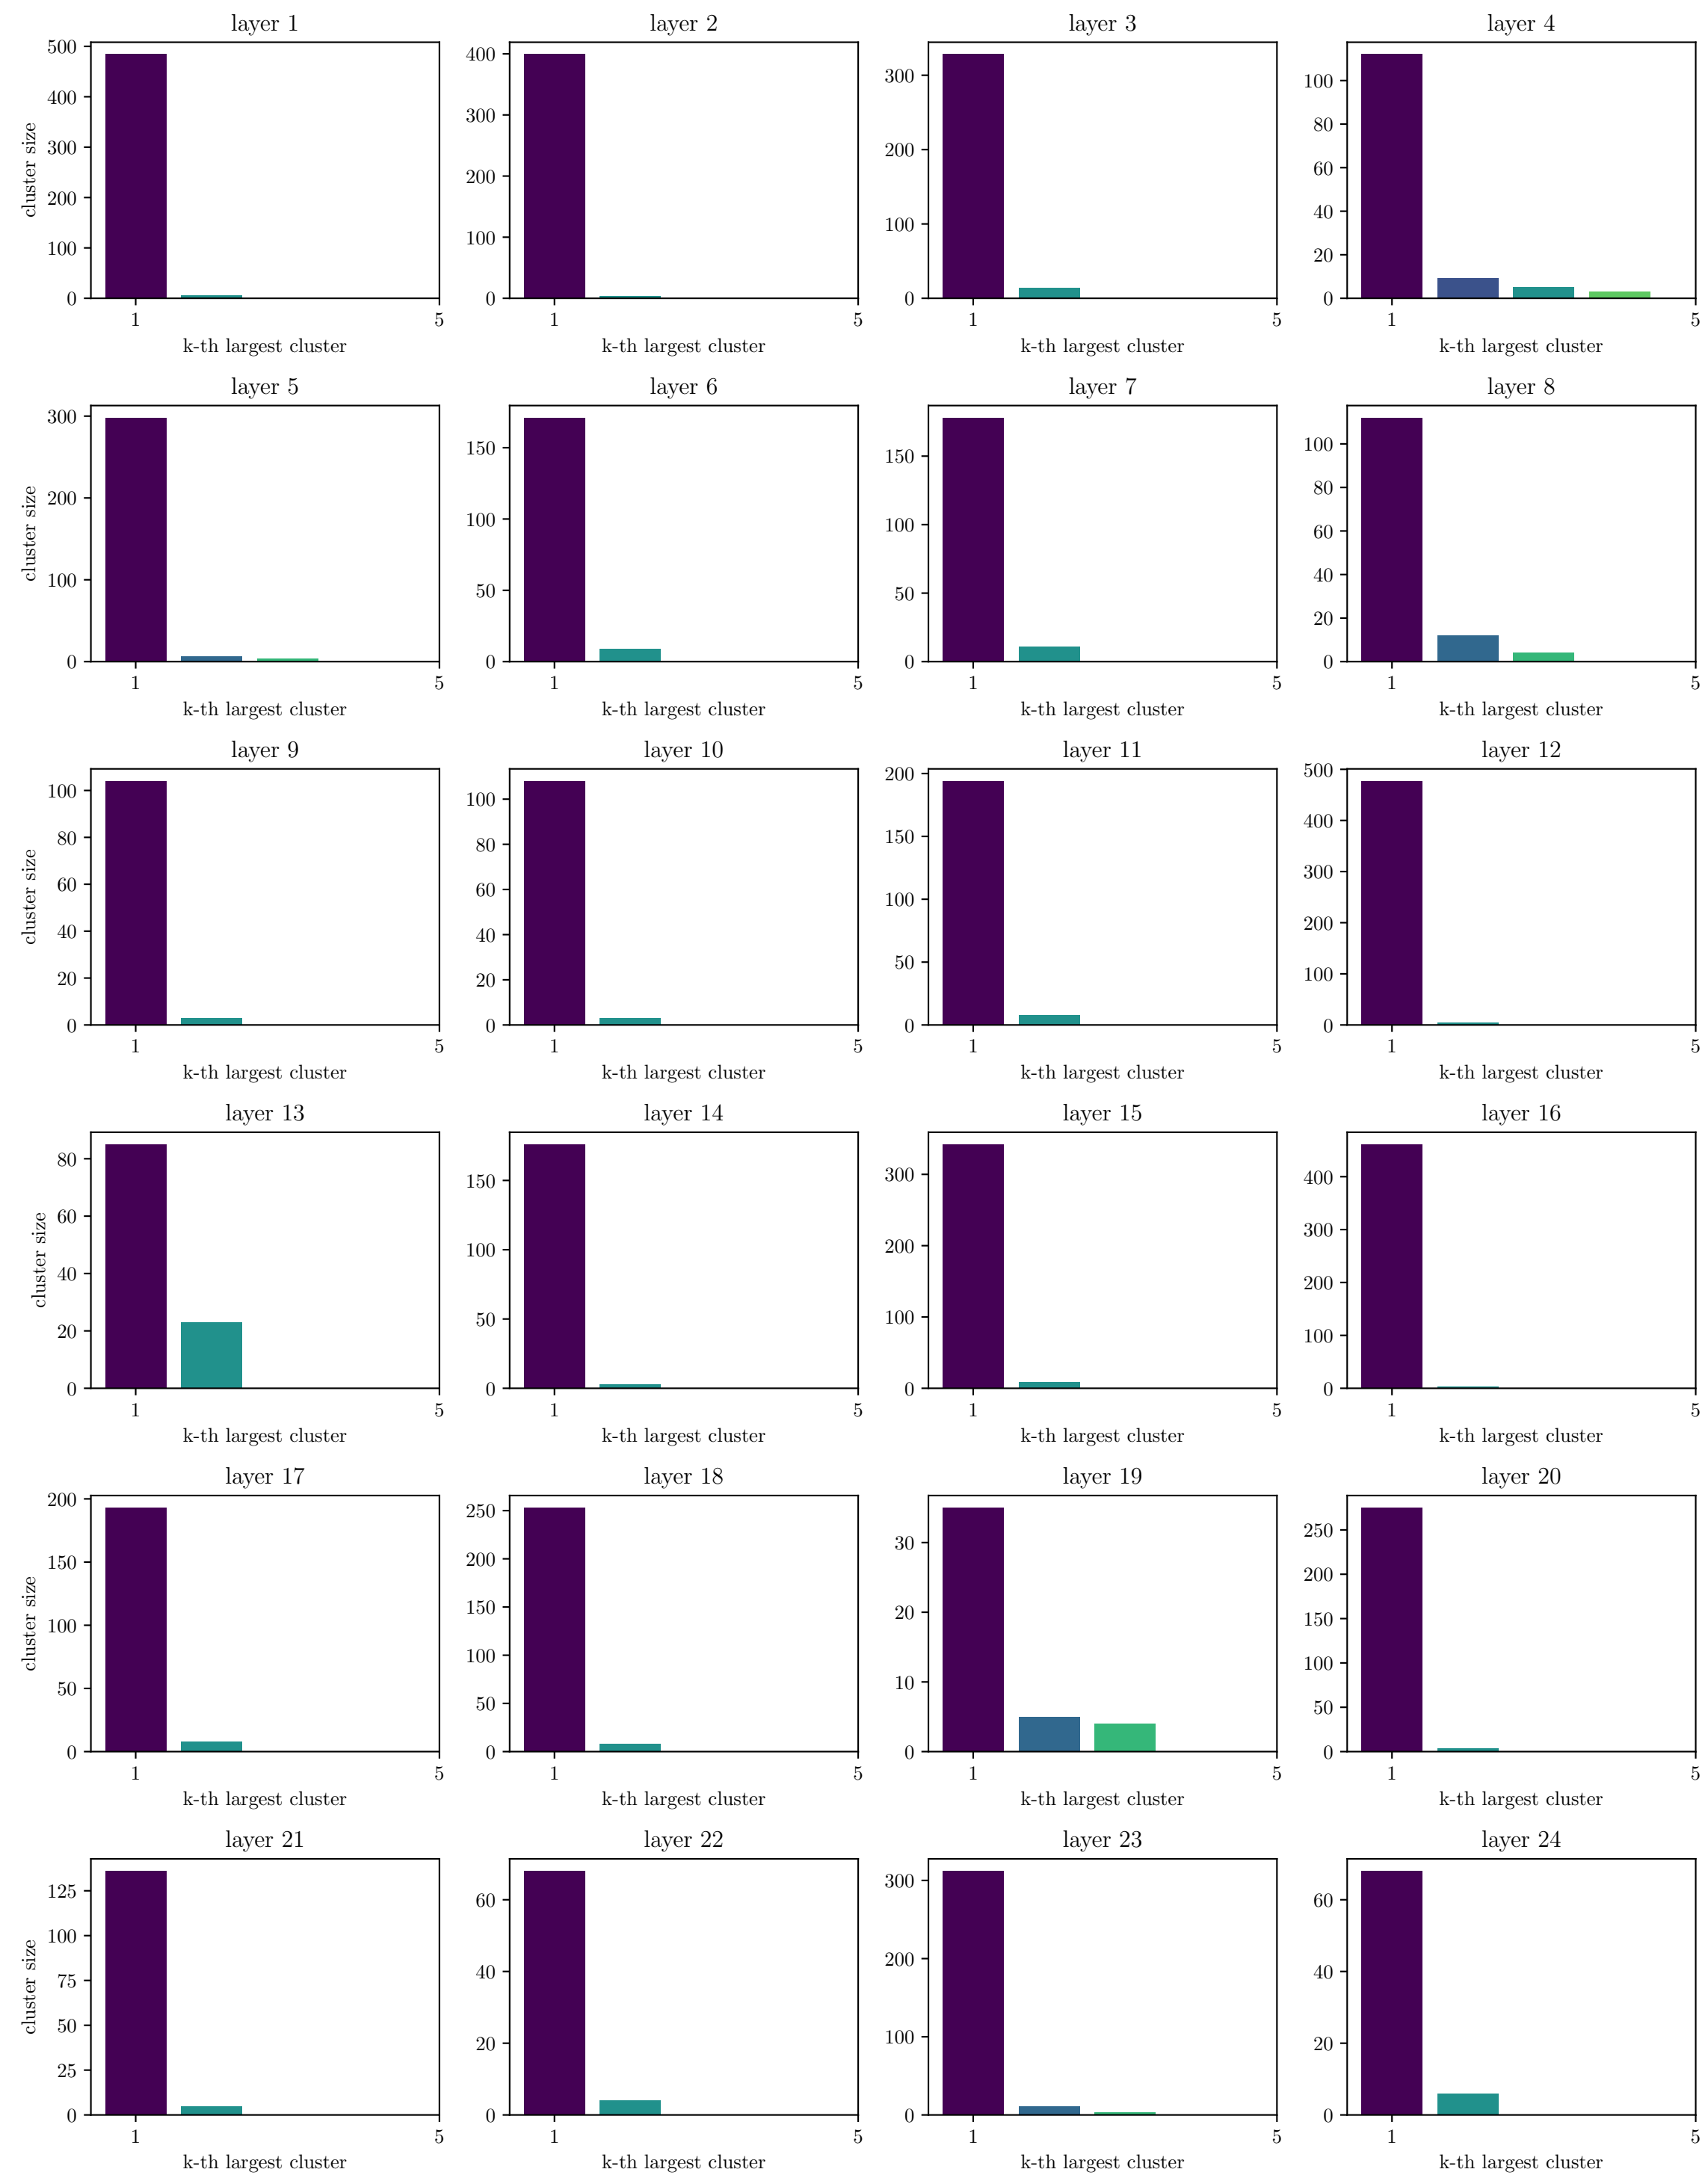 layer 1
layer 2
layer 3
layer 4
500
400
300
200
100
0
400
300
200
100
0
300
200
100
0
100
80
60
40
20
0
cluster size
1 5
1 5
1 5
1 5
k-th largest cluster
k-th largest cluster
k-th largest cluster
k-th largest cluster
layer 5
layer 6
layer 7
layer 8
300
200
100
0
150
100
50
0
150
100
50
0
100
80
60
40
20
0
cluster size
1 5
1 5
1 5
1 5
k-th largest cluster
k-th largest cluster
k-th largest cluster
k-th largest cluster
layer 9
layer 10
layer 11
layer 12
100
80
60
40
20
0
100
80
60
40
20
0
200
150
100
50
0
500
400
300
200
100
0
cluster size
1 5
1 5
1 5
1 5
k-th largest cluster
k-th largest cluster
k-th largest cluster
k-th largest cluster
layer 13
layer 14
layer 15
layer 16
80
60
40
20
0
150
100
50
0
300
200
100
0
400
300
200
100
0
cluster size
1 5
1 5
1 5
1 5
k-th largest cluster
k-th largest cluster
k-th largest cluster
k-th largest cluster
layer 17
layer 18
layer 19
layer 20
200
150
100
50
0
250
200
150
100
50
0
30
20
10
0
250
200
150
100
50
0
cluster size
1 5
1 5
1 5
1 5
k-th largest cluster
k-th largest cluster
k-th largest cluster
k-th largest cluster
layer 21
layer 22
layer 23
layer 24
125
100
75
50
25
0
60
40
20
0
300
200
100
0
60
40
20
0
cluster size
1 5
1 5
1 5
1 5
k-th largest cluster
k-th largest cluster
k-th largest cluster
k-th largest cluster